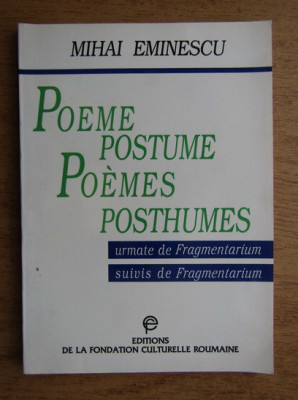 MIHAI EMINESCU
POEME
POSTUME
POÈMES
POSTHUMES
urmate de Fragmentarium
suivis de Fragmentarium
EDITIONS
DE LA FONDATION CULTURELLE ROUMAINE